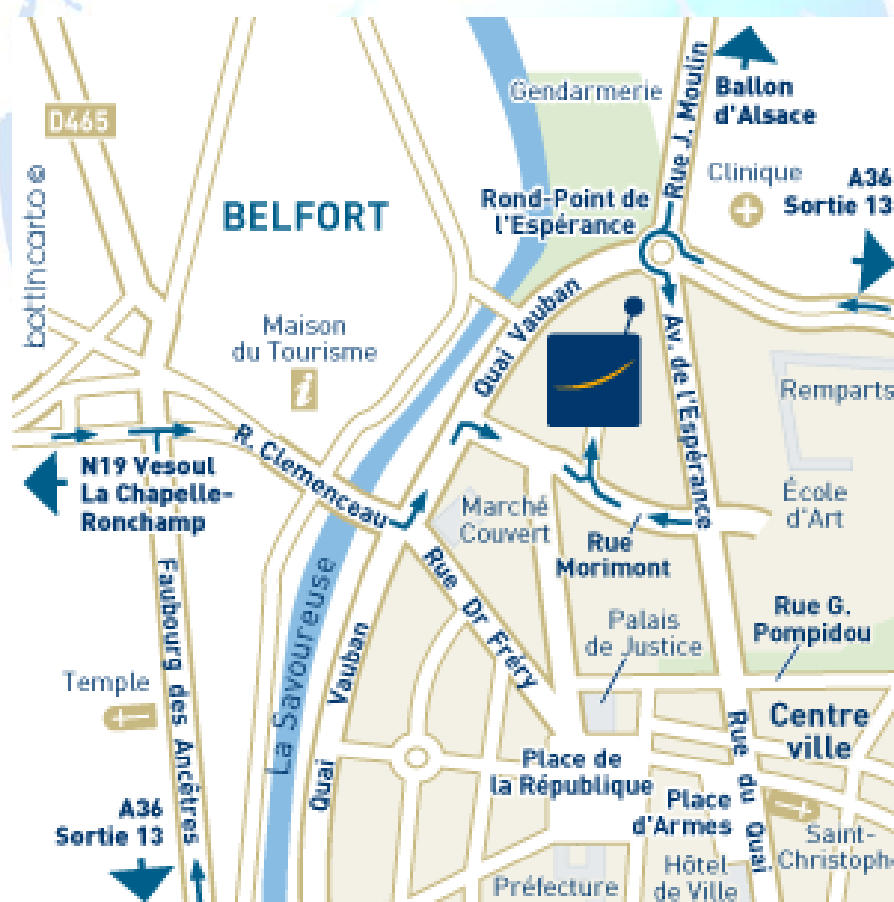 Gendarmerie
Rue J. Moulin
Ballon
d'Alsace
D465
Clinique
A36
Sortie 13
BELFORT
Rond-Point de
l'Espérance
bottincarto ©
Quai Vauban
Maison
du Tourisme
i
Av. de l'Espérance
Remparts
R. Clemenceau
N19 Vesoul
La Chapelle-
Ronchamp
Marché
Couvert
École
d'Art
Rue
Morimont
Rue Dr Fréry
Faubourg des Ancêtres
La Savoureuse
Rue G.
Pompidou
Palais
de Justice
Temple
Quai Vauban
Centre
ville
Rue du Quai
Place de
la République
Place
d'Armes
A36
Sortie 13
Saint-
Christoph
Hôtel
de Ville
Préfecture